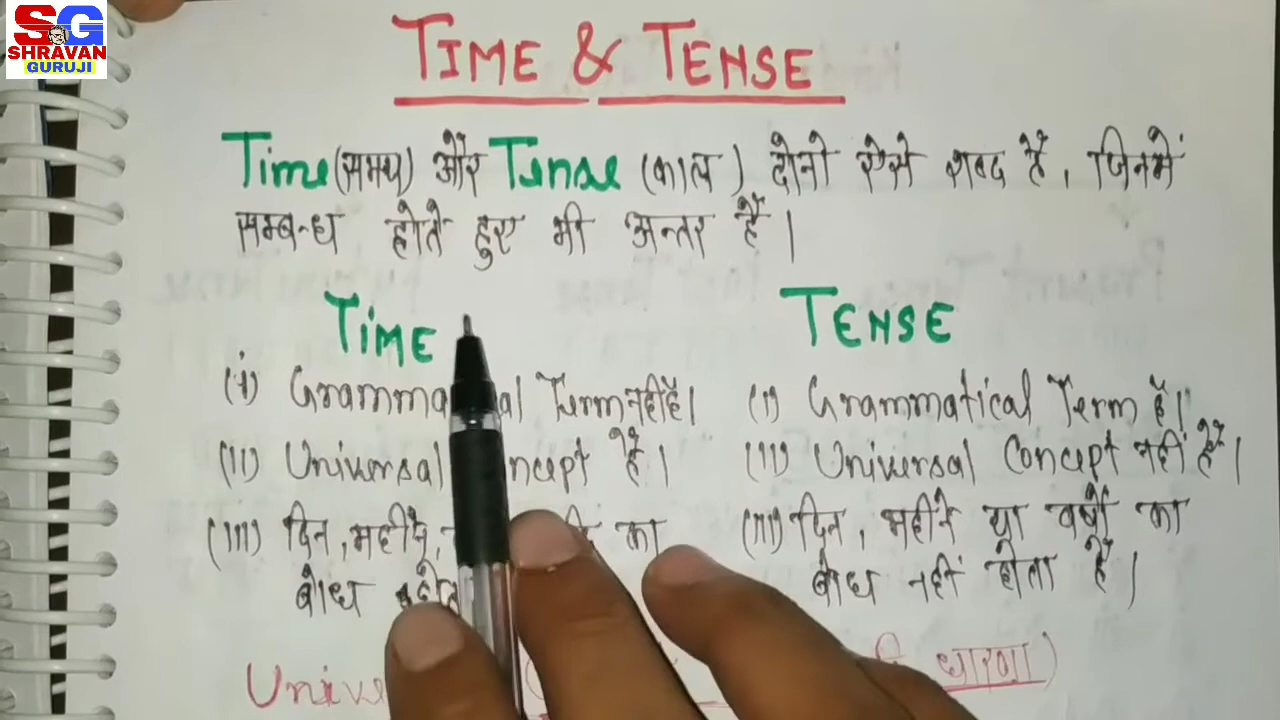 SG
SHRAVAN
GURUJI
TIME & TENSE
Time (समय) और Tense (काल) दोनो ऐसे शब्द हैं, जिनमें
सम्बन्ध होते हुए भी अन्तर हैं।
TIME
(i) Gramma al Term नहीं है।
(II) Universal ncept हैं।
(III) दिन, महीने, का
बोध
TENSE
(I) Grammatical Term है।
(II) Universal Concept नहीं हैं।
(III) दिन, महीने या वर्षों का
बोध नहीं होता हैं।
Unive धारणा)